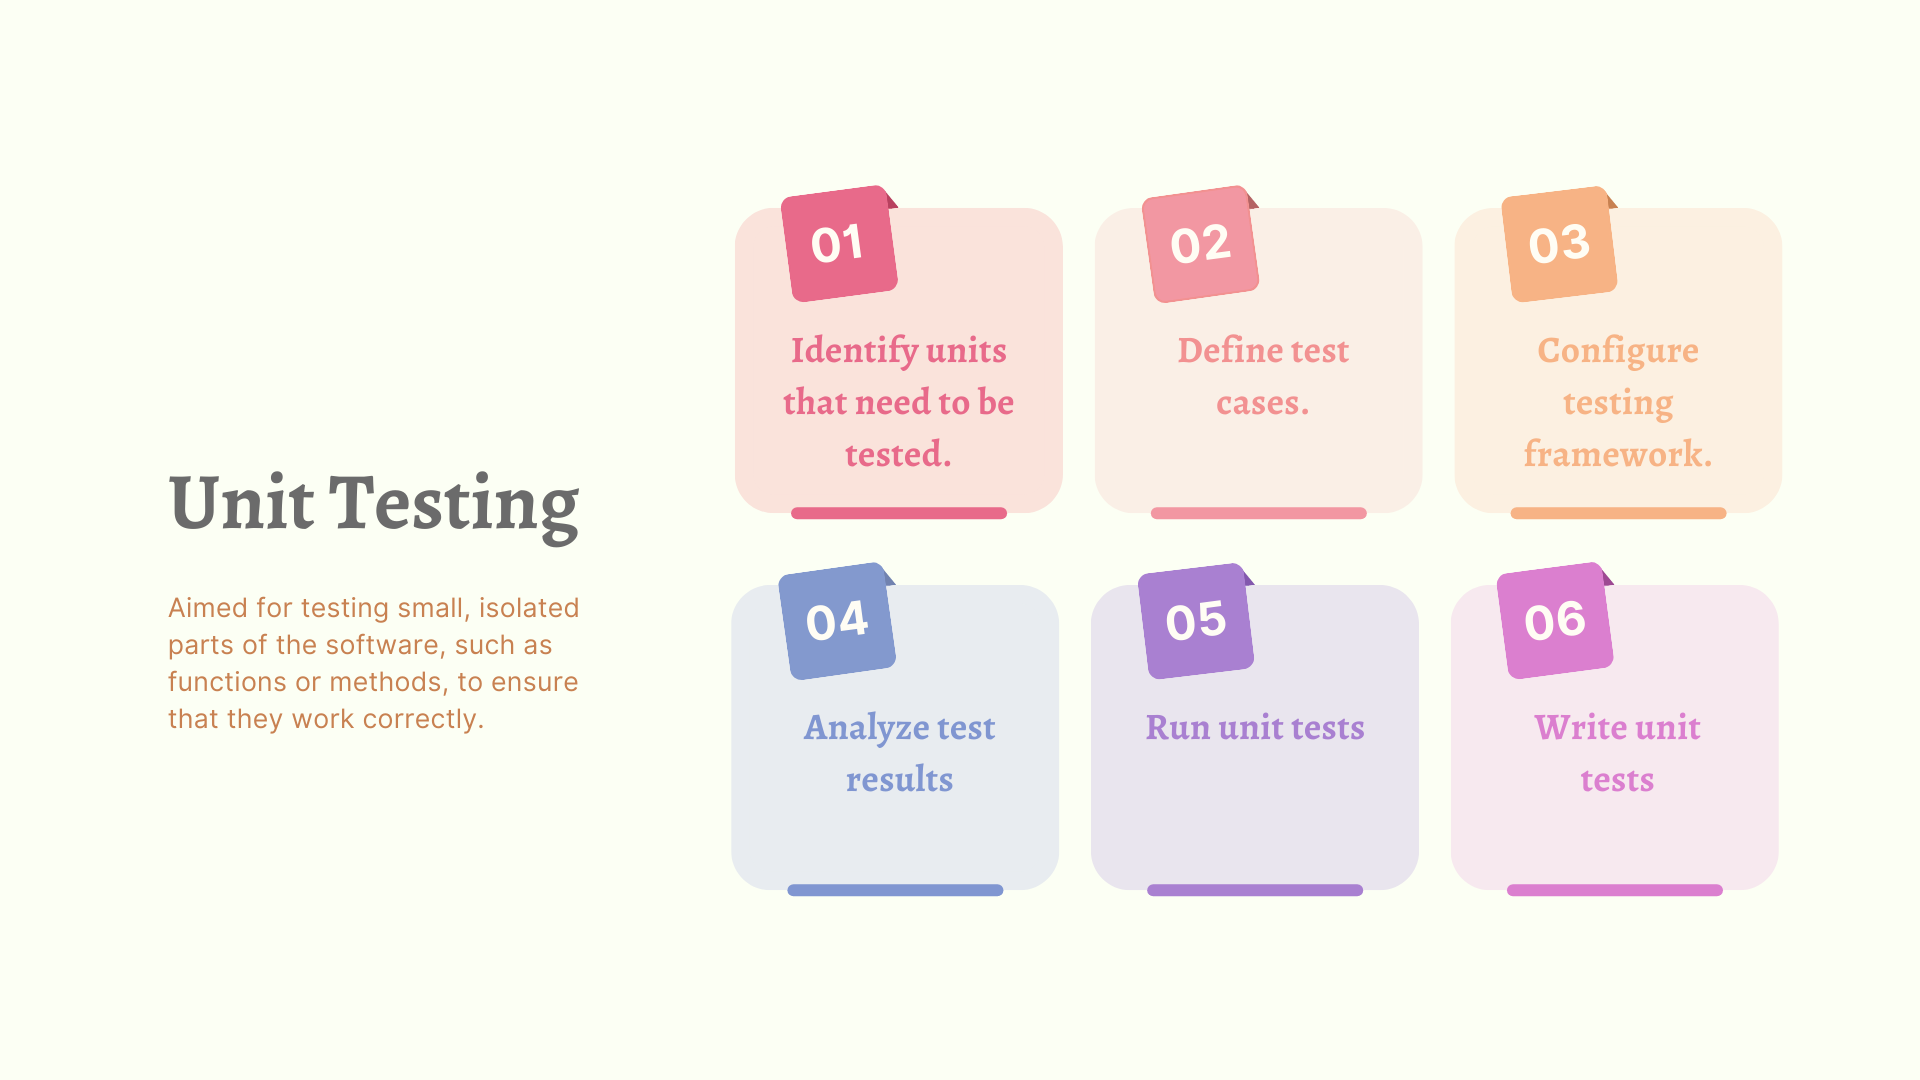 Unit Testing
Aimed for testing small, isolated
parts of the software, such as
functions or methods, to ensure
that they work correctly.
01
Identify units
that need to be
tested.
02
Define test
cases.
03
Configure
testing
framework.
04
Analyze test
results
05
Run unit tests
06
Write unit
tests